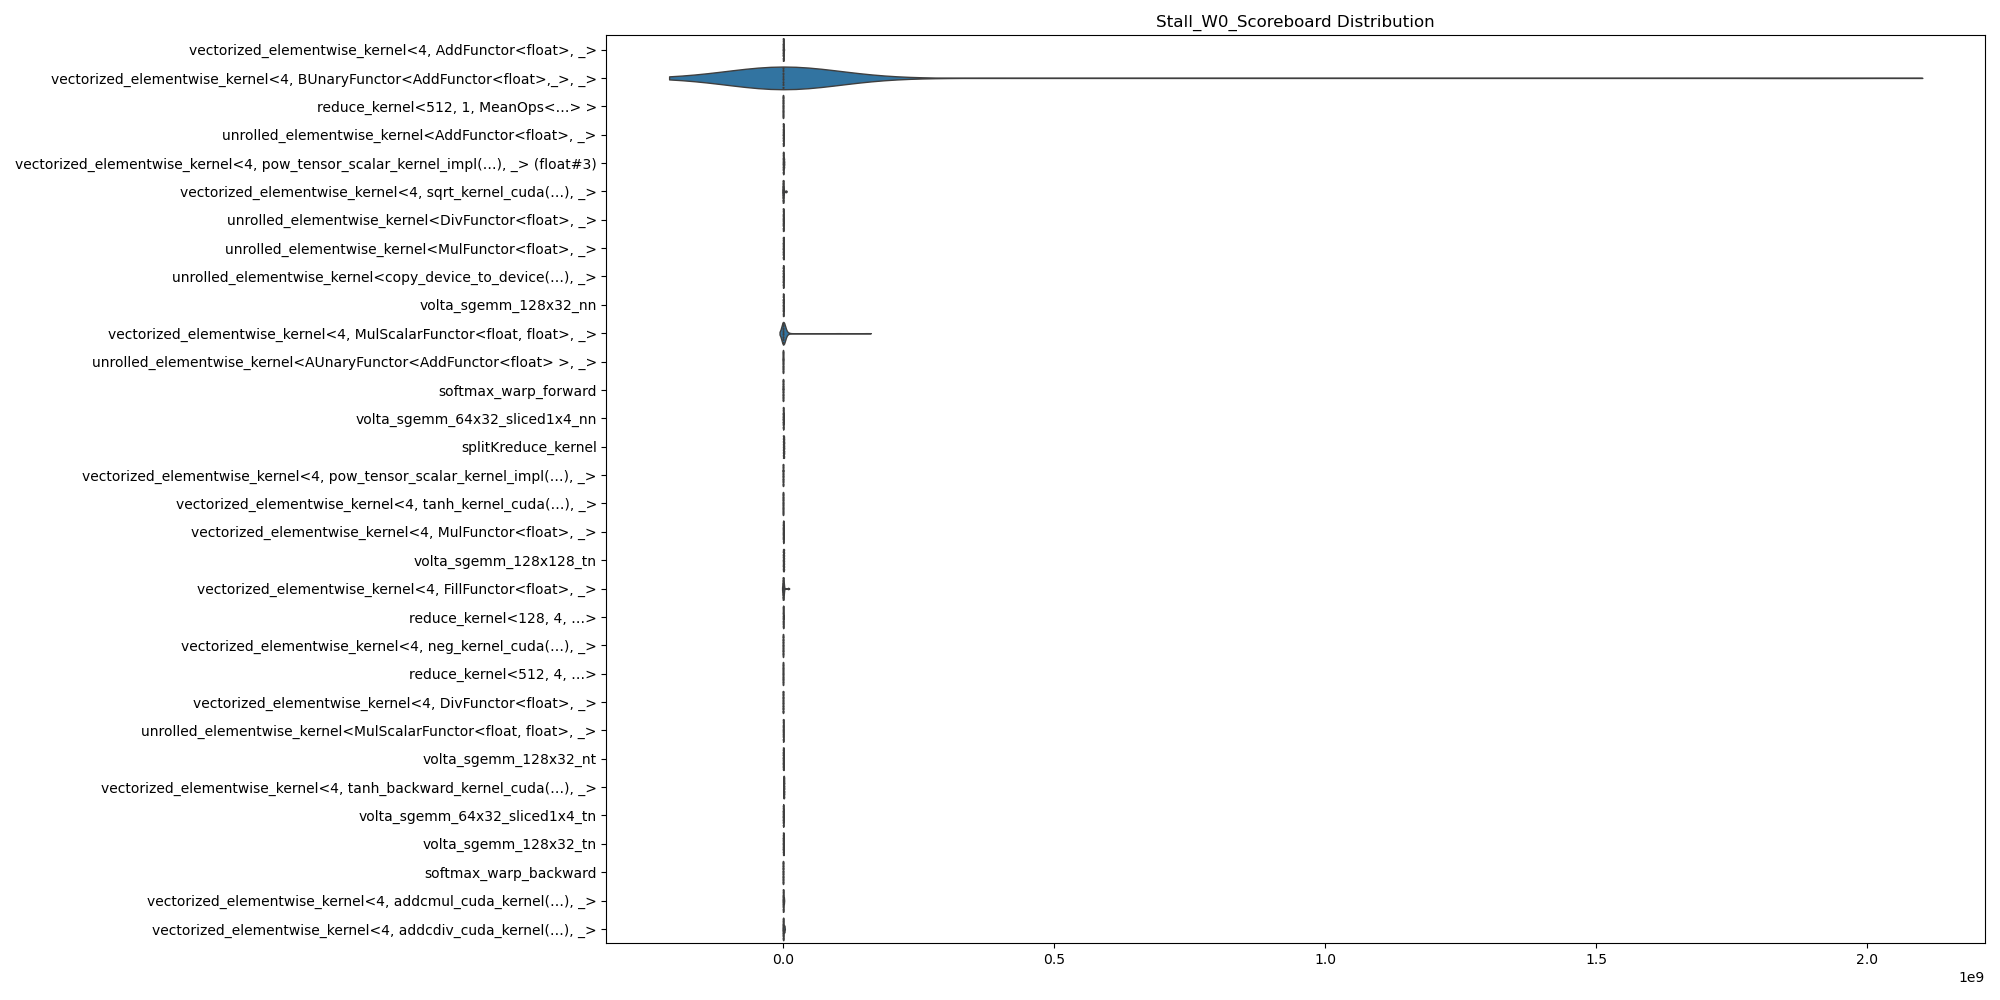 Stall_W0_Scoreboard Distribution
vectorized_elementwise_kernel<4, AddFunctor<float>, _>
vectorized_elementwise_kernel<4, BUnaryFunctor<AddFunctor<float>,_>, _>
reduce_kernel<512, 1, MeanOps<...> >
unrolled_elementwise_kernel<AddFunctor<float>, _>
vectorized_elementwise_kernel<4, pow_tensor_scalar_kernel_impl(...), _> (float#3)
vectorized_elementwise_kernel<4, sqrt_kernel_cuda(...), _>
unrolled_elementwise_kernel<DivFunctor<float>, _>
unrolled_elementwise_kernel<MulFunctor<float>, _>
unrolled_elementwise_kernel<copy_device_to_device(...), _>
volta_sgemm_128x32_nn
vectorized_elementwise_kernel<4, MulScalarFunctor<float, float>, _>
unrolled_elementwise_kernel<AUnaryFunctor<AddFunctor<float> >, _>
softmax_warp_forward
volta_sgemm_64x32_sliced1x4_nn
splitKreduce_kernel
vectorized_elementwise_kernel<4, pow_tensor_scalar_kernel_impl(...), _>
vectorized_elementwise_kernel<4, tanh_kernel_cuda(...), _>
vectorized_elementwise_kernel<4, MulFunctor<float>, _>
volta_sgemm_128x128_tn
vectorized_elementwise_kernel<4, FillFunctor<float>, _>
reduce_kernel<128, 4, ...>
vectorized_elementwise_kernel<4, neg_kernel_cuda(...), _>
reduce_kernel<512, 4, ...>
vectorized_elementwise_kernel<4, DivFunctor<float>, _>
unrolled_elementwise_kernel<MulScalarFunctor<float, float>, _>
volta_sgemm_128x32_nt
vectorized_elementwise_kernel<4, tanh_backward_kernel_cuda(...), _>
volta_sgemm_64x32_sliced1x4_tn
volta_sgemm_128x32_tn
softmax_warp_backward
vectorized_elementwise_kernel<4, addcmul_cuda_kernel(...), _>
vectorized_elementwise_kernel<4, addcdiv_cuda_kernel(...), _>
0.0 0.5 1.0 1.5 2.0
1e9